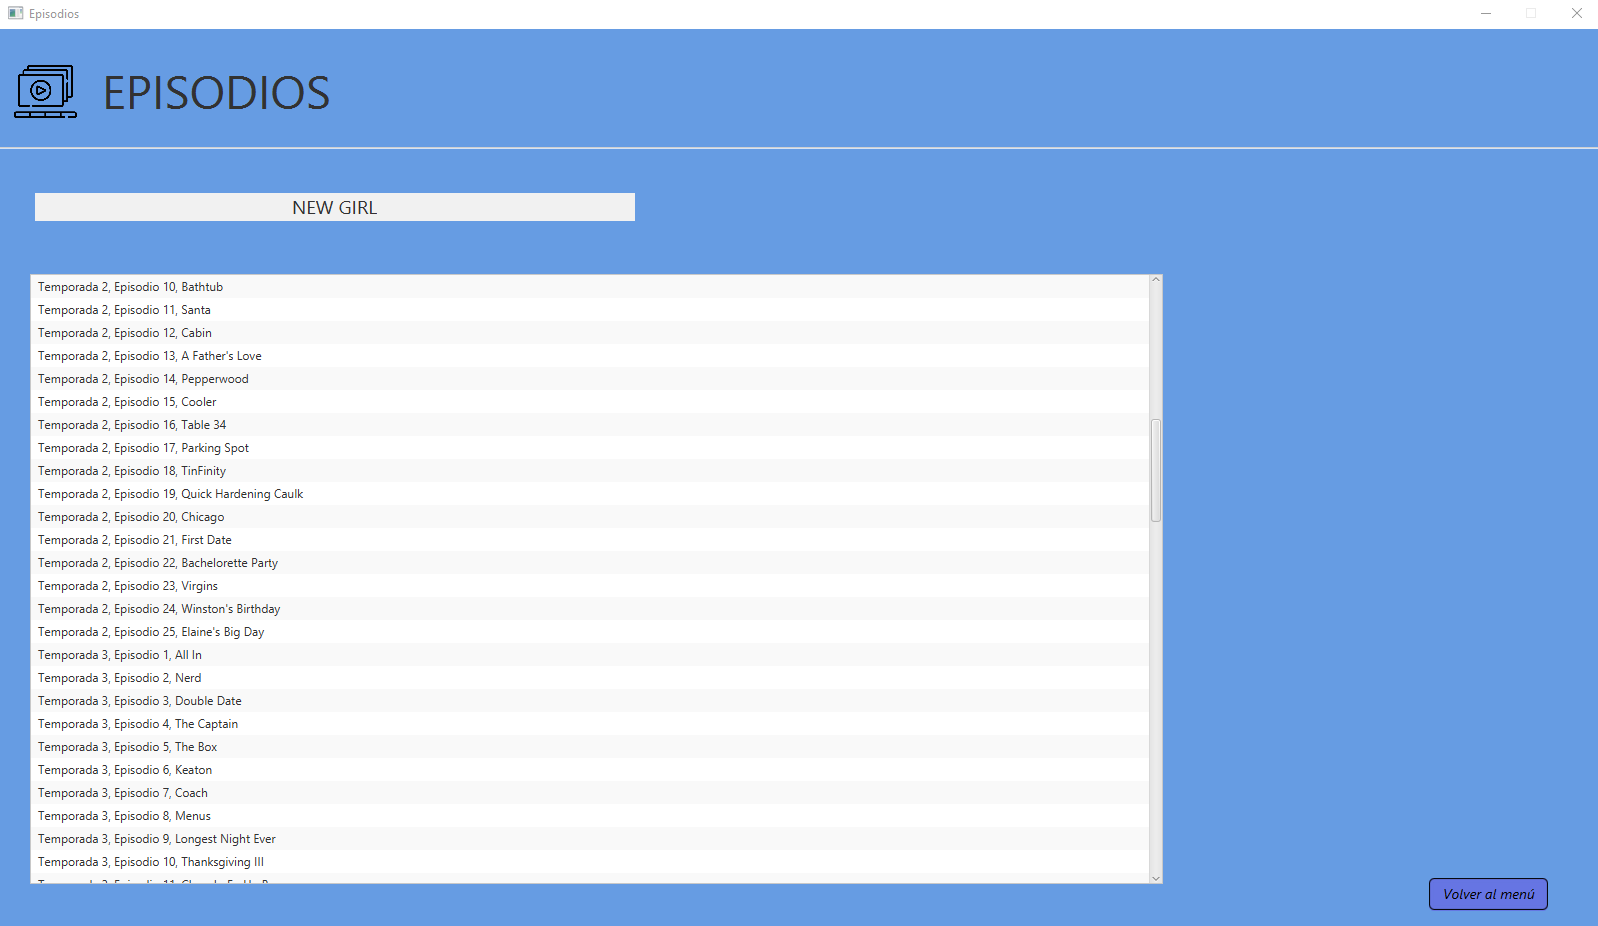 Episodios
EPISODIOS
NEW GIRL
Temporada 2, Episodio 10, Bathtub
Temporada 2, Episodio 11, Santa
Temporada 2, Episodio 12, Cabin
Temporada 2, Episodio 13, A Father's Love
Temporada 2, Episodio 14, Pepperwood
Temporada 2, Episodio 15, Cooler
Temporada 2, Episodio 16, Table 34
Temporada 2, Episodio 17, Parking Spot
Temporada 2, Episodio 18, TinFinity
Temporada 2, Episodio 19, Quick Hardening Caulk
Temporada 2, Episodio 20, Chicago
Temporada 2, Episodio 21, First Date
Temporada 2, Episodio 22, Bachelorette Party
Temporada 2, Episodio 23, Virgins
Temporada 2, Episodio 24, Winston's Birthday
Temporada 2, Episodio 25, Elaine's Big Day
Temporada 3, Episodio 1, All In
Temporada 3, Episodio 2, Nerd
Temporada 3, Episodio 3, Double Date
Temporada 3, Episodio 4, The Captain
Temporada 3, Episodio 5, The Box
Temporada 3, Episodio 6, Keaton
Temporada 3, Episodio 7, Coach
Temporada 3, Episodio 8, Menus
Temporada 3, Episodio 9, Longest Night Ever
Temporada 3, Episodio 10, Thanksgiving III
Volver al menú